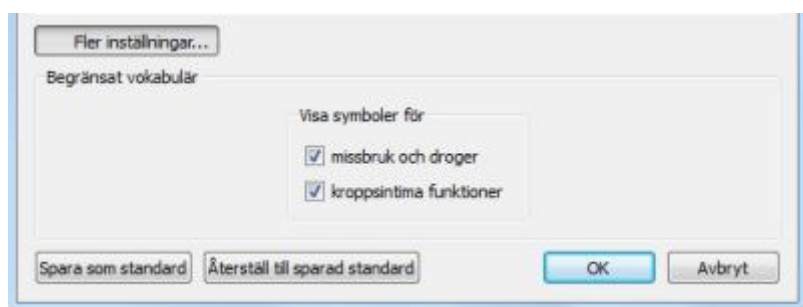 Fler inställningar...
Begränsat vokabulär
Visa symboler för
missbruk och droger
kroppsintima funktioner
Spara som standard Återställ till sparad standard OK Avbryt